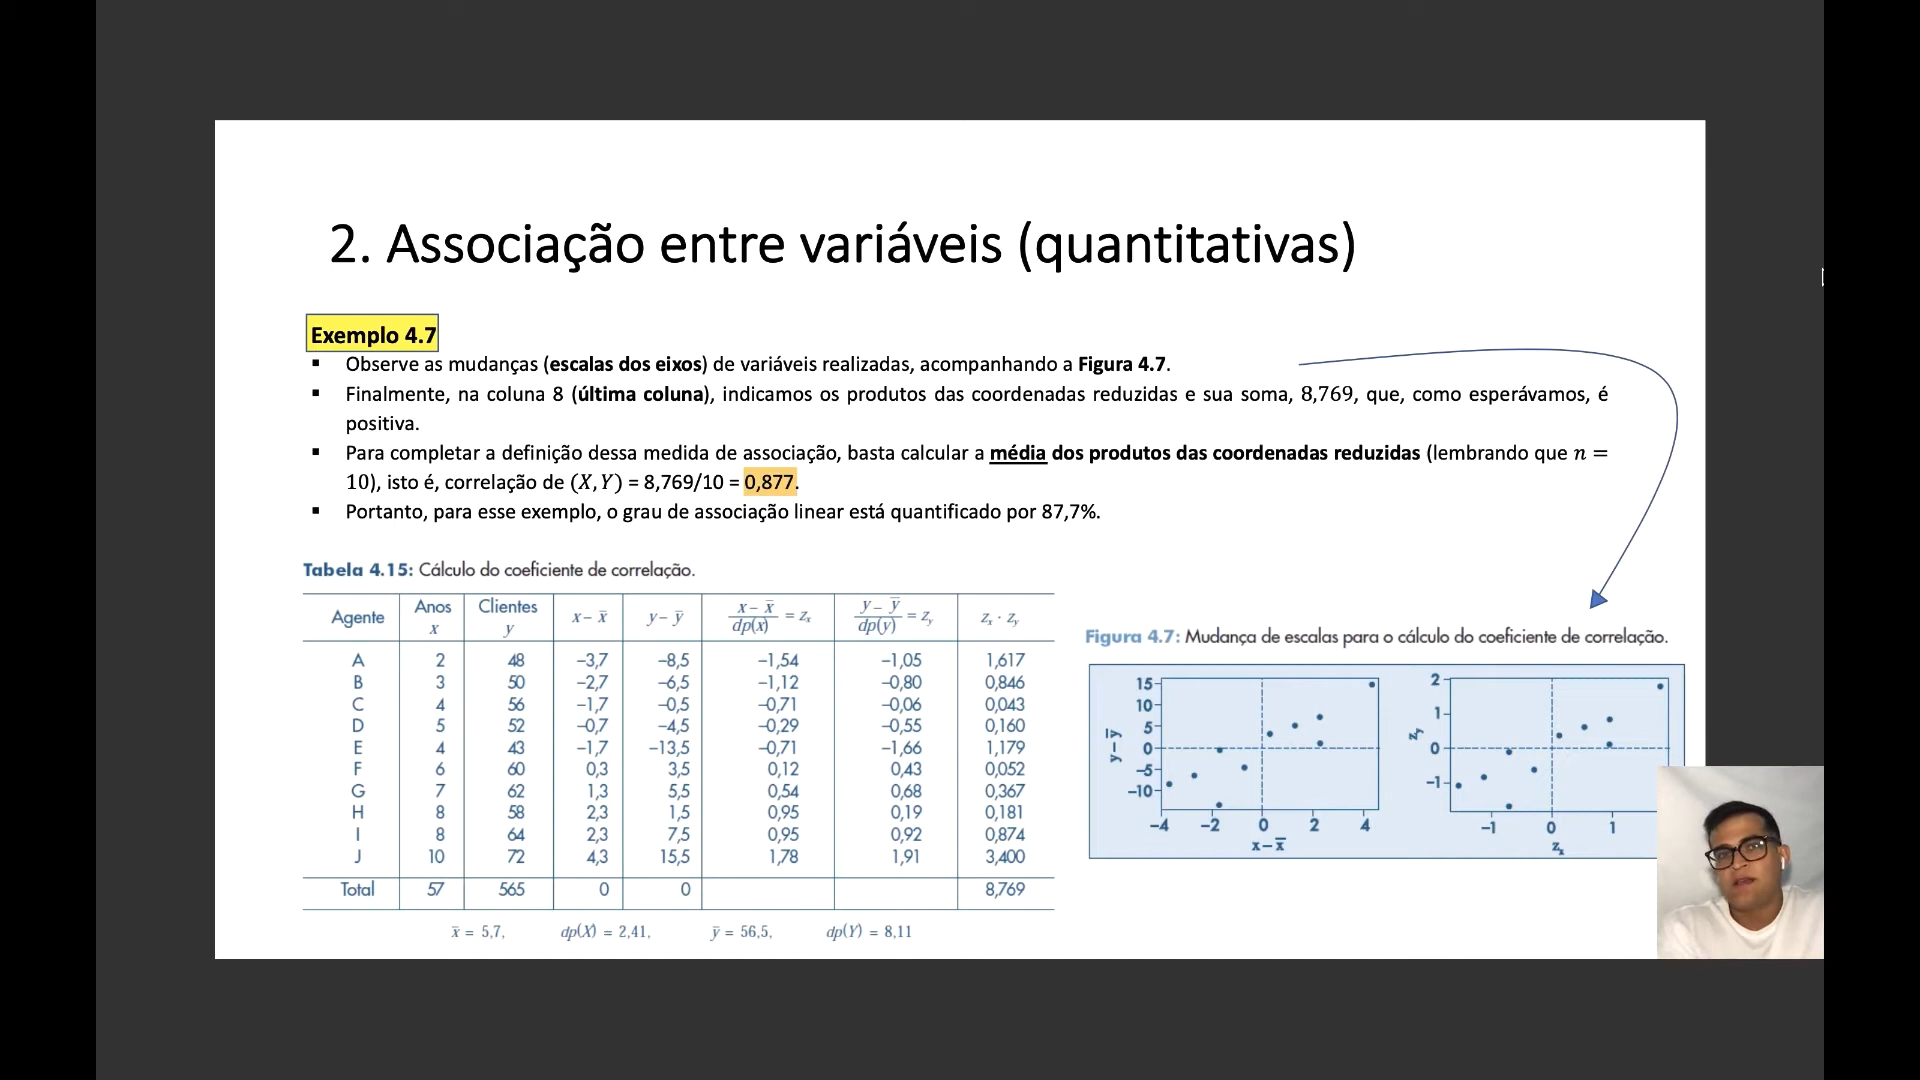 2. Associação entre variáveis (quantitativas)
Exemplo 4.7
▪ Observe as mudanças (escalas dos eixos) de variáveis realizadas, acompanhando a Figura 4.7.
▪ Finalmente, na coluna 8 (última coluna), indicamos os produtos das coordenadas reduzidas e sua soma, 8,769, que, como esperávamos, é
positiva.
▪ Para completar a definição dessa medida de associação, basta calcular a média dos produtos das coordenadas reduzidas (lembrando que n =
10), isto é, correlação de (X, Y) = 8,769/10 = 0,877.
▪ Portanto, para esse exemplo, o grau de associação linear está quantificado por 87,7%.
Tabela 4.15: Cálculo do coeficiente de correlação.
Agente Anos x Clientes y x – x̅ y – y̅ x – x̅ / dp(x) = zx y – y̅ / dp(y) = zy zx · zy
A 2 48 –3,7 –8,5 –1,54 –1,05 1,617
B 3 50 –2,7 –6,5 –1,12 –0,80 0,846
C 4 56 –1,7 –0,5 –0,71 –0,06 0,043
D 5 52 –0,7 –4,5 –0,29 –0,55 0,160
E 4 43 –1,7 –13,5 –0,71 –1,66 1,179
F 6 60 0,3 3,5 0,12 0,43 0,052
G 7 62 1,3 5,5 0,54 0,68 0,367
H 8 58 2,3 1,5 0,95 0,19 0,181
I 8 64 2,3 7,5 0,95 0,92 0,874
J 10 72 4,3 15,5 1,78 1,91 3,400
Total 57 565 0 0 8,769
x̅ = 5,7, dp(X) = 2,41, y̅ = 56,5, dp(Y) = 8,11
Figura 4.7: Mudança de escalas para o cálculo do coeficiente de correlação.
15
10
5
0
–5
–10
y – y̅
–4 –2 0 2 4
x – x̅
2
1
0
–1
zy
–1 0 1
zx